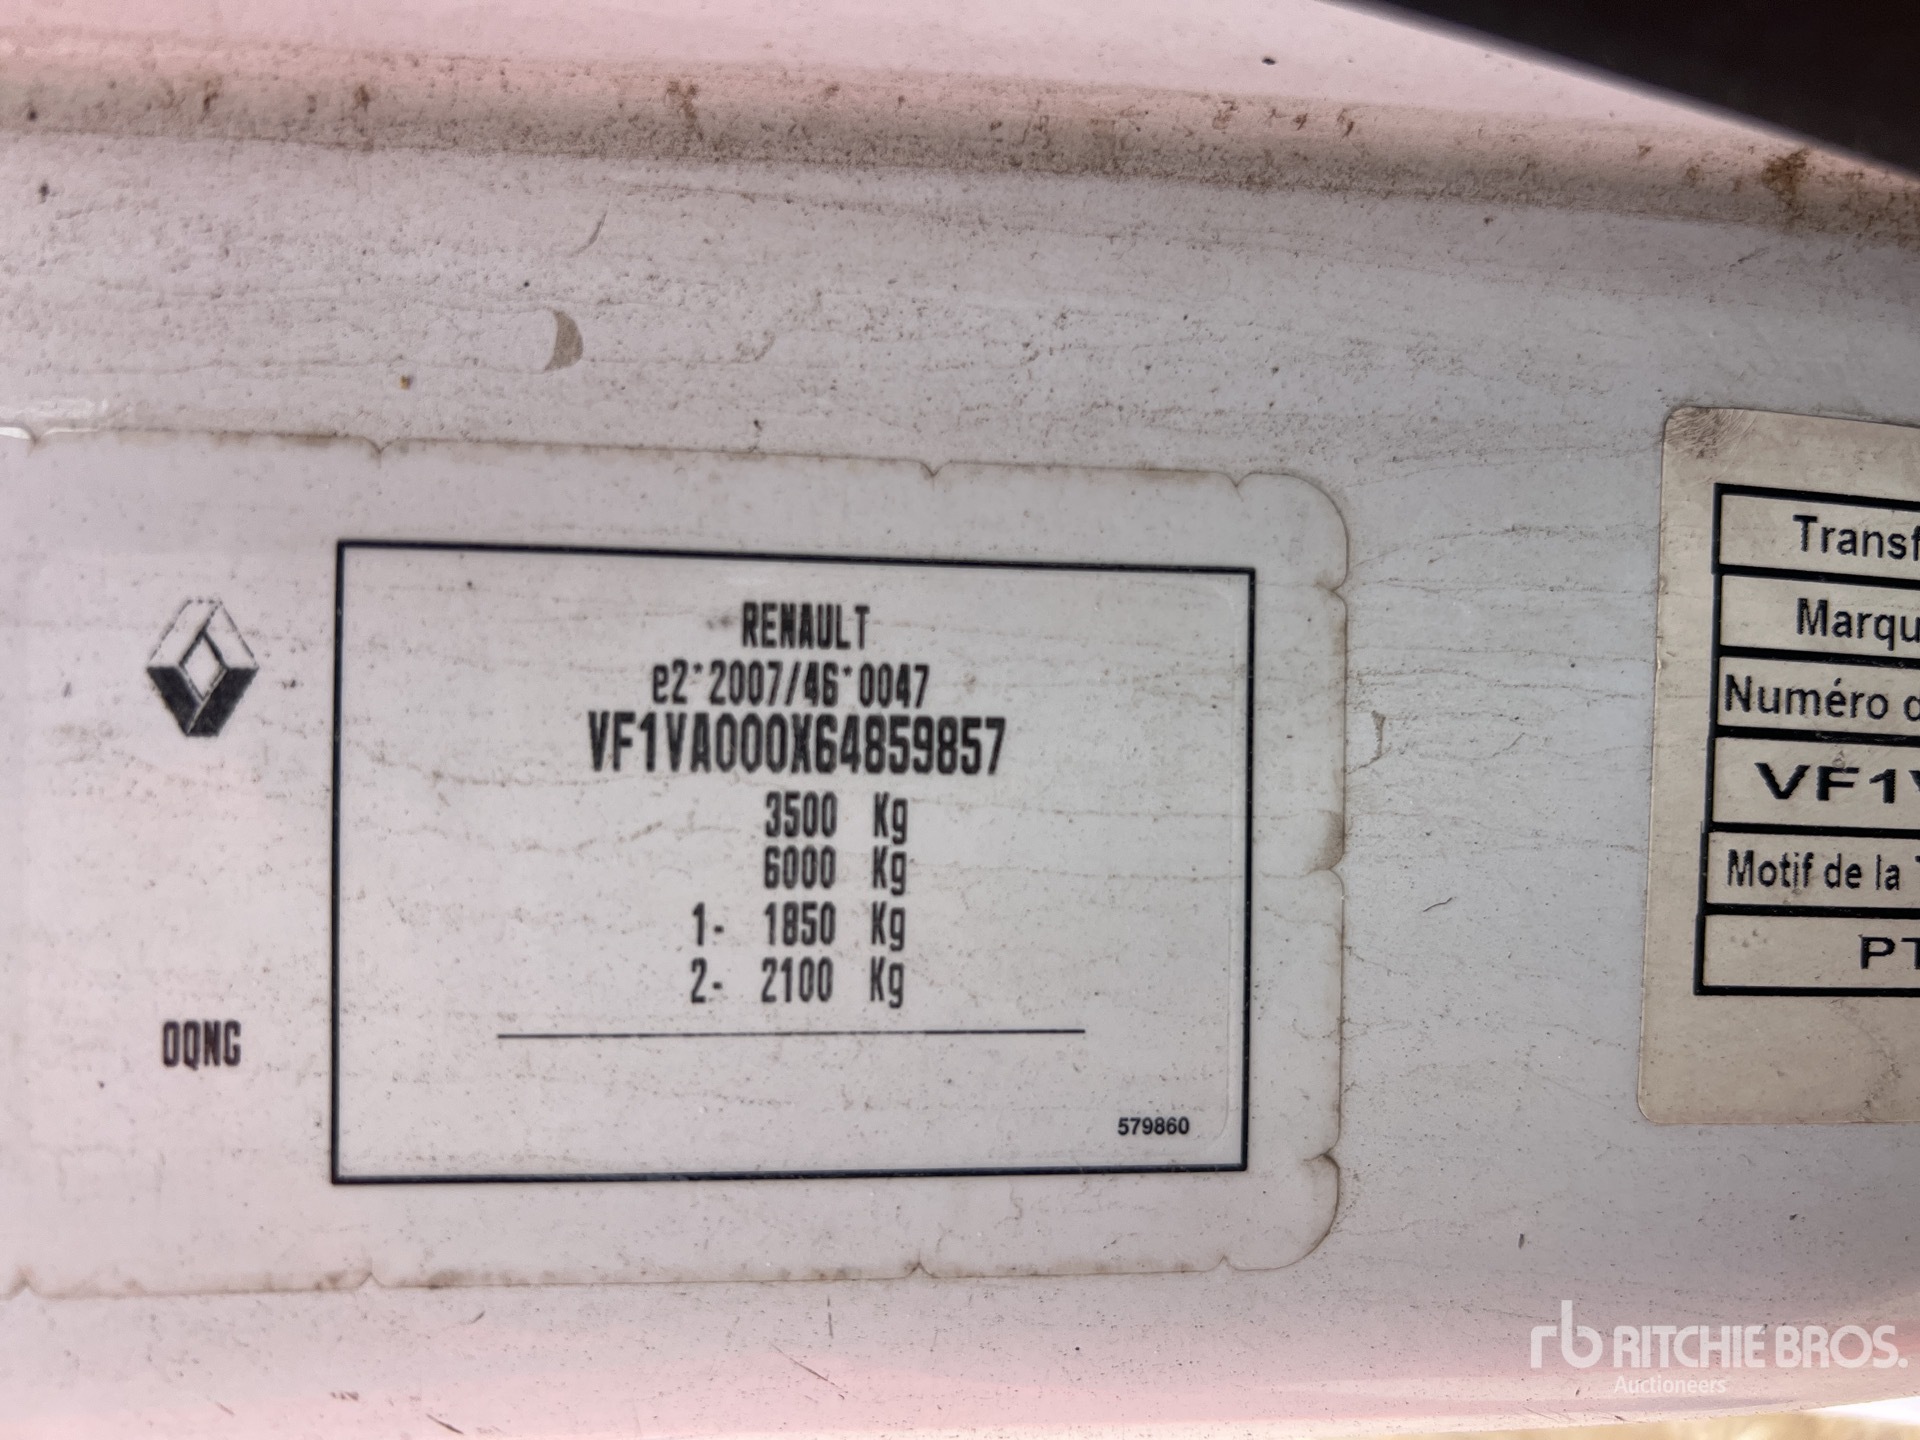 RENAULT
e2*2007/46*0047
VF1VA000X64859857
3500 Kg
6000 Kg
1- 1850 Kg
2- 2100 Kg
0QNG
579860
Transf
Marqu
Numéro d
VF1V
Motif de la T
PT
rb RITCHIE BROS.
Auctioneers